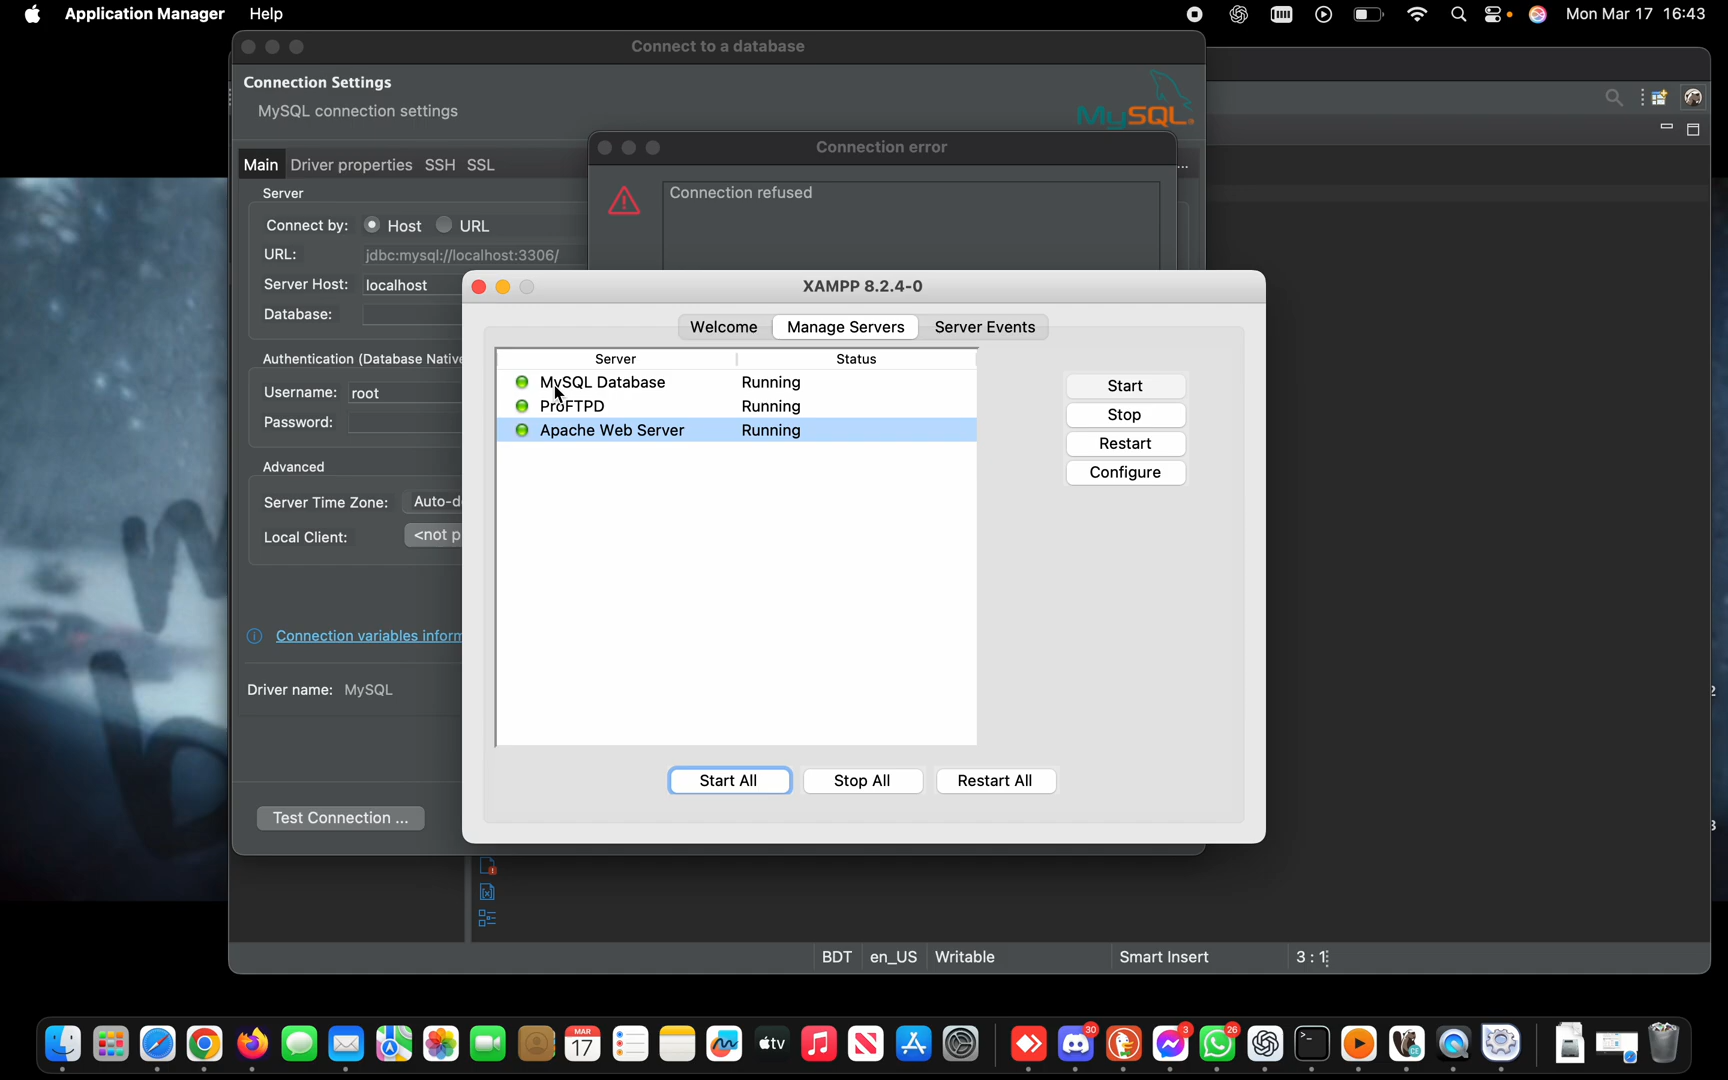 Application Manager Help
Mon Mar 17 16:43
Connect to a database
Connection Settings
MySQL connection settings
MySQL
Main Driver properties SSH SSL
...
Server
Connect by: Host URL
URL: jdbc:mysql://localhost:3306/
Server Host: localhost
Database:
Authentication (Database Native
Username: root
Password:
Advanced
Server Time Zone: Auto-d
Local Client: <not p
Connection variables inform
Driver name: MySQL
Test Connection ...
Connection error
Connection refused
XAMPP 8.2.4-0
Welcome Manage Servers Server Events
Server Status
MySQL Database Running
ProFTPD Running
Apache Web Server Running
Start
Stop
Restart
Configure
Start All Stop All Restart All
BDT en_US Writable Smart Insert 3 : 1
MAR
17
tv
30
3
26